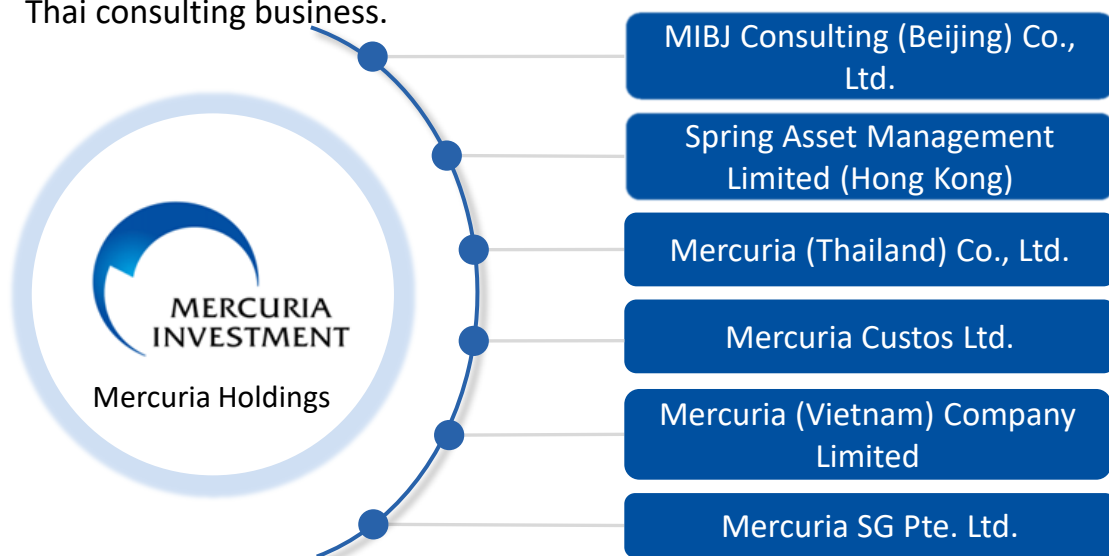 Thai consulting business.
MERCURIA
INVESTMENT
Mercuria Holdings
MIBJ Consulting (Beijing) Co.,
Ltd.
Spring Asset Management
Limited (Hong Kong)
Mercuria (Thailand) Co., Ltd.
Mercuria Custos Ltd.
Mercuria (Vietnam) Company
Limited
Mercuria SG Pte. Ltd.